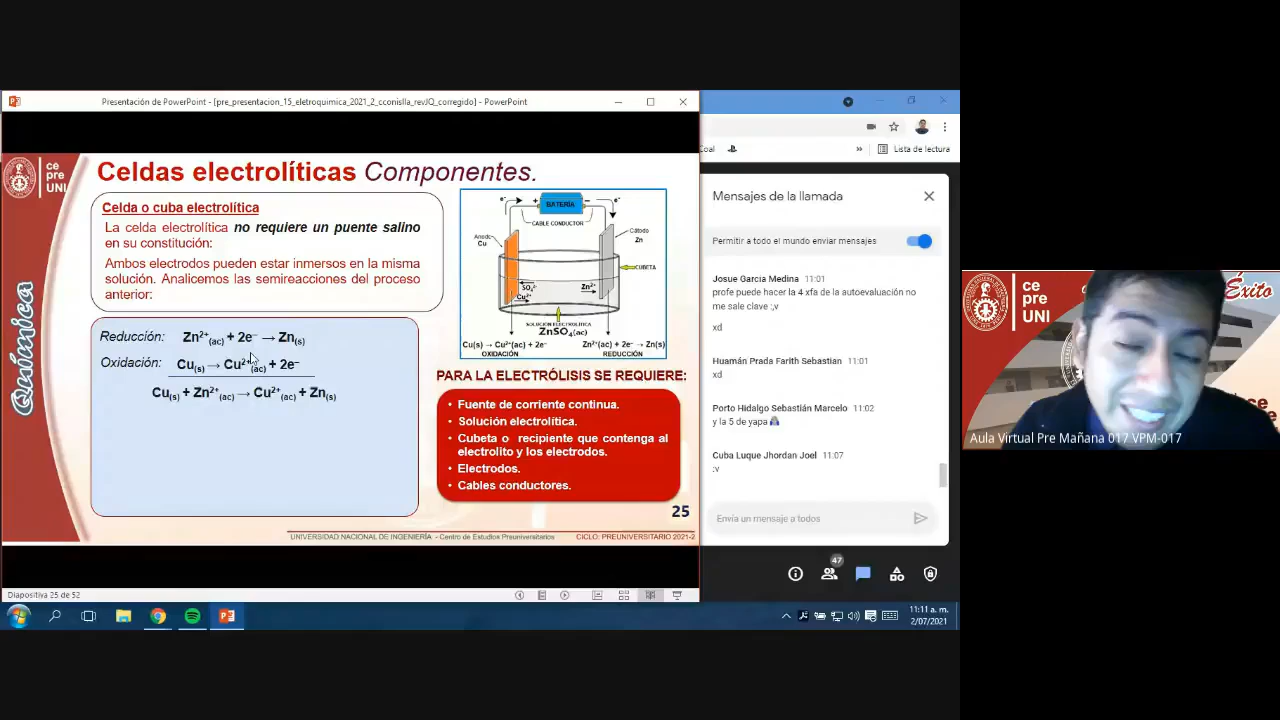 Presentación de PowerPoint - [pre_presentacion_15_eletroquimica_2021_2_cconislla_revJQ_corregido] - PowerPoint
ce
pre
UNI
Química
Celdas electrolíticas Componentes.
Celda o cuba electrolítica
La celda electrolítica no requiere un puente salino
en su constitución:
Ambos electrodos pueden estar inmersos en la misma
solución. Analicemos las semireacciones del proceso
anterior:
Reducción: Zn²⁺(ac) + 2e⁻ → Zn(s)
Oxidación: Cu(s) → Cu²⁺(ac) + 2e⁻
Cu(s) + Zn²⁺(ac) → Cu²⁺(ac) + Zn(s)
e⁻ + BATERÍA − e⁻
CABLE CONDUCTOR
Anodo
Cu
Cátodo
Zn
CUBETA
SO₄²⁻
Cu²⁺
Zn²⁺
SOLUCIÓN ELECTROLÍTICA
ZnSO₄(ac)
Cu(s) → Cu²⁺(ac) + 2e⁻
OXIDACIÓN
Zn²⁺(ac) + 2e⁻ → Zn(s)
REDUCCIÓN
PARA LA ELECTRÓLISIS SE REQUIERE:
• Fuente de corriente continua.
• Solución electrolítica.
• Cubeta o recipiente que contenga al
electrolito y los electrodos.
• Electrodos.
• Cables conductores.
25
UNIVERSIDAD NACIONAL DE INGENIERÍA - Centro de Estudios Preuniversitarios CICLO: PREUNIVERSITARIO 2021-2
Diapositiva 25 de 52
Coal
Lista de lectura
Mensajes de la llamada
Permitir a todo el mundo enviar mensajes
Josue Garcia Medina 11:01
profe puede hacer la 4 xfa de la autoevaluación no
me sale clave :,v
xd
Huamán Prada Farith Sebastian 11:01
xd
Porto Hidalgo Sebastián Marcelo 11:02
y la 5 de yapa
Cuba Luque Jhordan Joel 11:07
:v
Envía un mensaje a todos
47
11:11 a. m.
2/07/2021
ce
pre
UNI
Éxito
Aula Virtual Pre Mañana 017 VPM-017